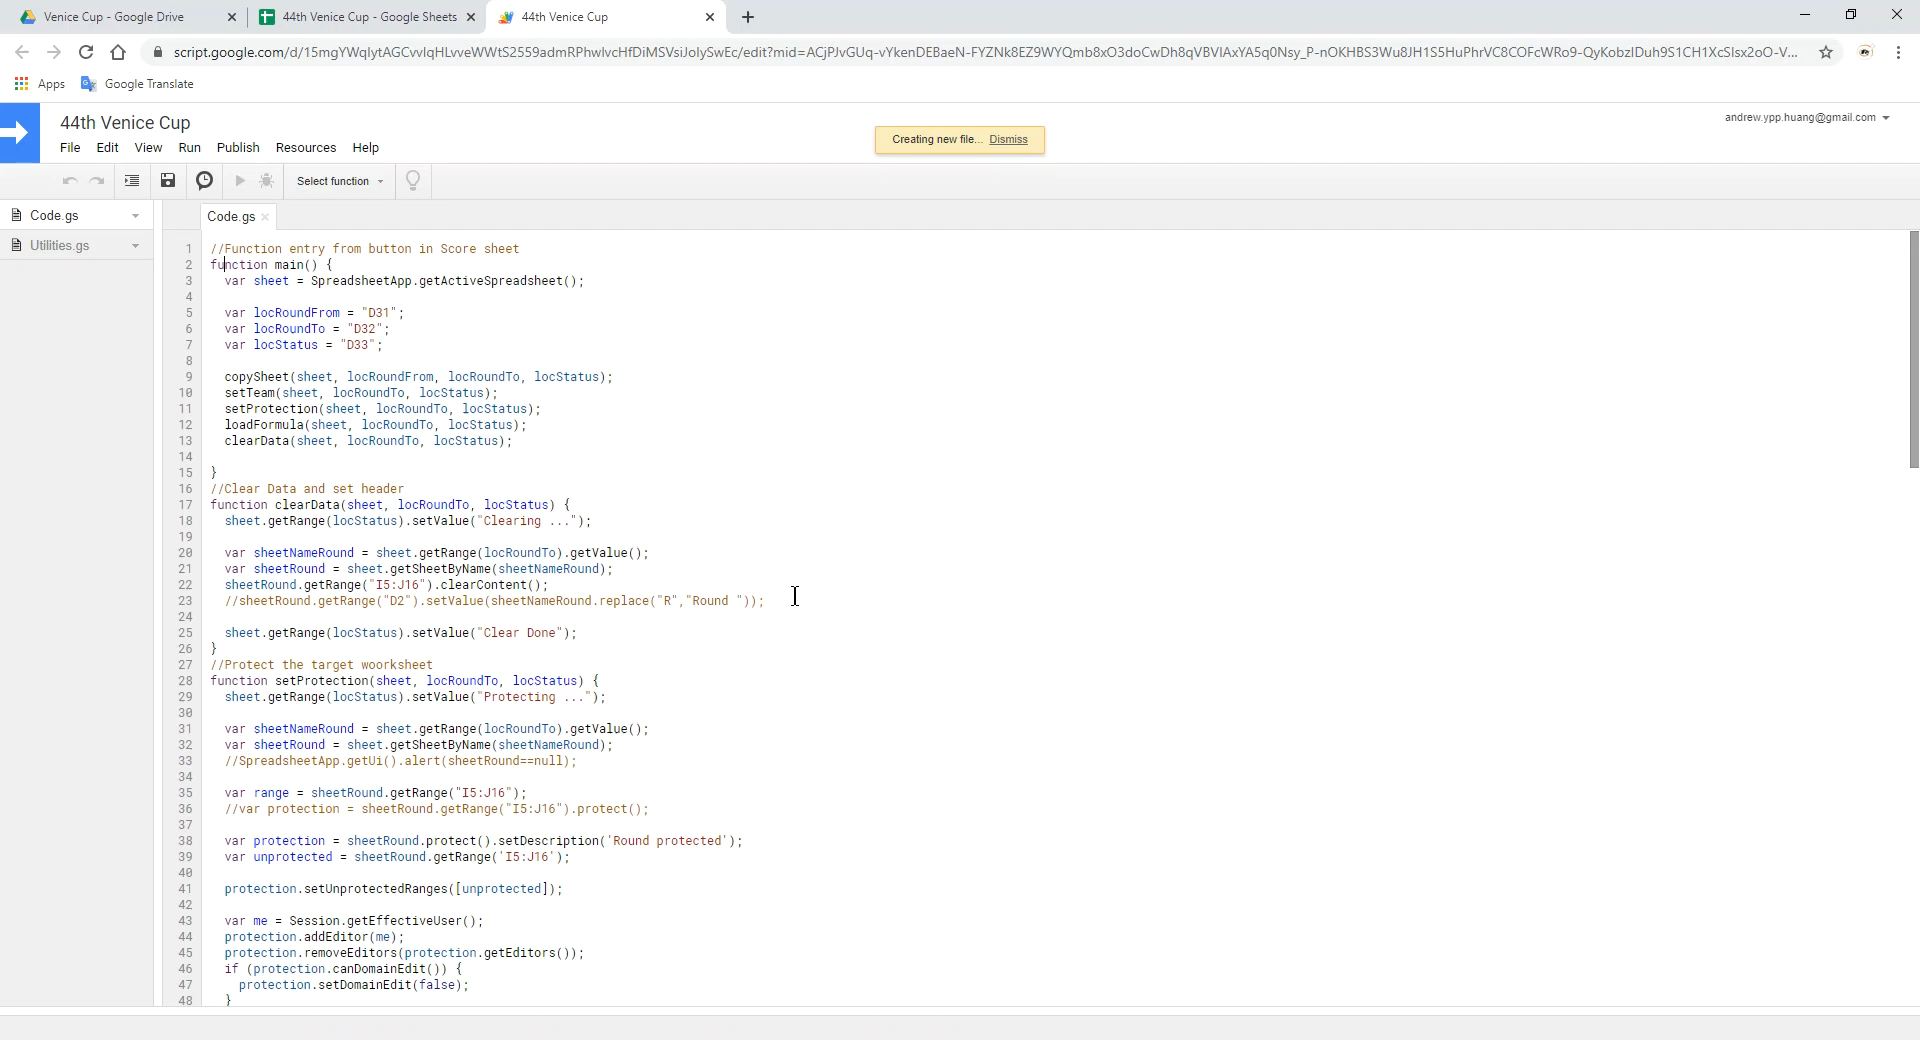 Venice Cup - Google Drive
44th Venice Cup - Google Sheets
44th Venice Cup
Apps
Google Translate
44th Venice Cup
File Edit View Run Publish Resources Help
Creating new file... Dismiss
andrew.ypp.huang@gmail.com
Select function
Code.gs
Utilities.gs
Code.gs
1 //Function entry from button in Score sheet
2 function main() {
3 var sheet = SpreadsheetApp.getActiveSpreadsheet();
4
5 var locRoundFrom = "D31";
6 var locRoundTo = "D32";
7 var locStatus = "D33";
8
9 copySheet(sheet, locRoundFrom, locRoundTo, locStatus);
10 setTeam(sheet, locRoundTo, locStatus);
11 setProtection(sheet, locRoundTo, locStatus);
12 loadFormula(sheet, locRoundTo, locStatus);
13 clearData(sheet, locRoundTo, locStatus);
14
15 }
16 //Clear Data and set header
17 function clearData(sheet, locRoundTo, locStatus) {
18 sheet.getRange(locStatus).setValue("Clearing ...");
19
20 var sheetNameRound = sheet.getRange(locRoundTo).getValue();
21 var sheetRound = sheet.getSheetByName(sheetNameRound);
22 sheetRound.getRange("I5:J16").clearContent();
23 //sheetRound.getRange("D2").setValue(sheetNameRound.replace("R","Round "));
24
25 sheet.getRange(locStatus).setValue("Clear Done");
26 }
27 //Protect the target woorksheet
28 function setProtection(sheet, locRoundTo, locStatus) {
29 sheet.getRange(locStatus).setValue("Protecting ...");
30
31 var sheetNameRound = sheet.getRange(locRoundTo).getValue();
32 var sheetRound = sheet.getSheetByName(sheetNameRound);
33 //SpreadsheetApp.getUi().alert(sheetRound==null);
34
35 var range = sheetRound.getRange("I5:J16");
36 //var protection = sheetRound.getRange("I5:J16").protect();
37
38 var protection = sheetRound.protect().setDescription('Round protected');
39 var unprotected = sheetRound.getRange('I5:J16');
40
41 protection.setUnprotectedRanges([unprotected]);
42
43 var me = Session.getEffectiveUser();
44 protection.addEditor(me);
45 protection.removeEditors(protection.getEditors());
46 if (protection.canDomainEdit()) {
47 protection.setDomainEdit(false);
48 }